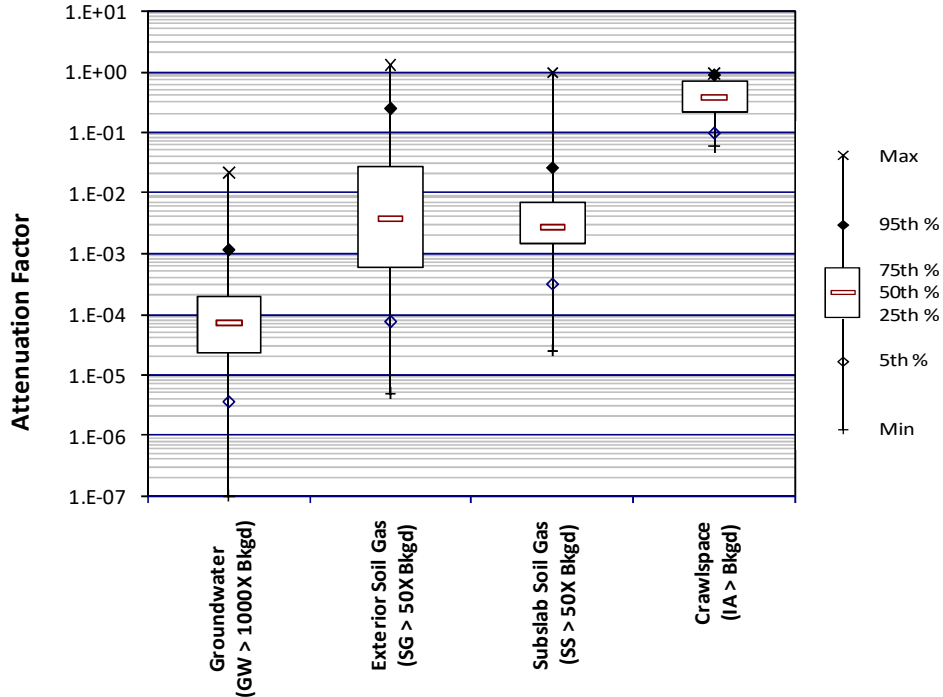 1.E+01
1.E+00
1.E-01
1.E-02
1.E-03
1.E-04
1.E-05
1.E-06
1.E-07
Attenuation Factor
Groundwater
(GW > 1000X Bkgd)
Exterior Soil Gas
(SG > 50X Bkgd)
Subslab Soil Gas
(SS > 50X Bkgd)
Crawlspace
(IA > Bkgd)
Max
95th %
75th %
50th %
25th %
5th %
Min